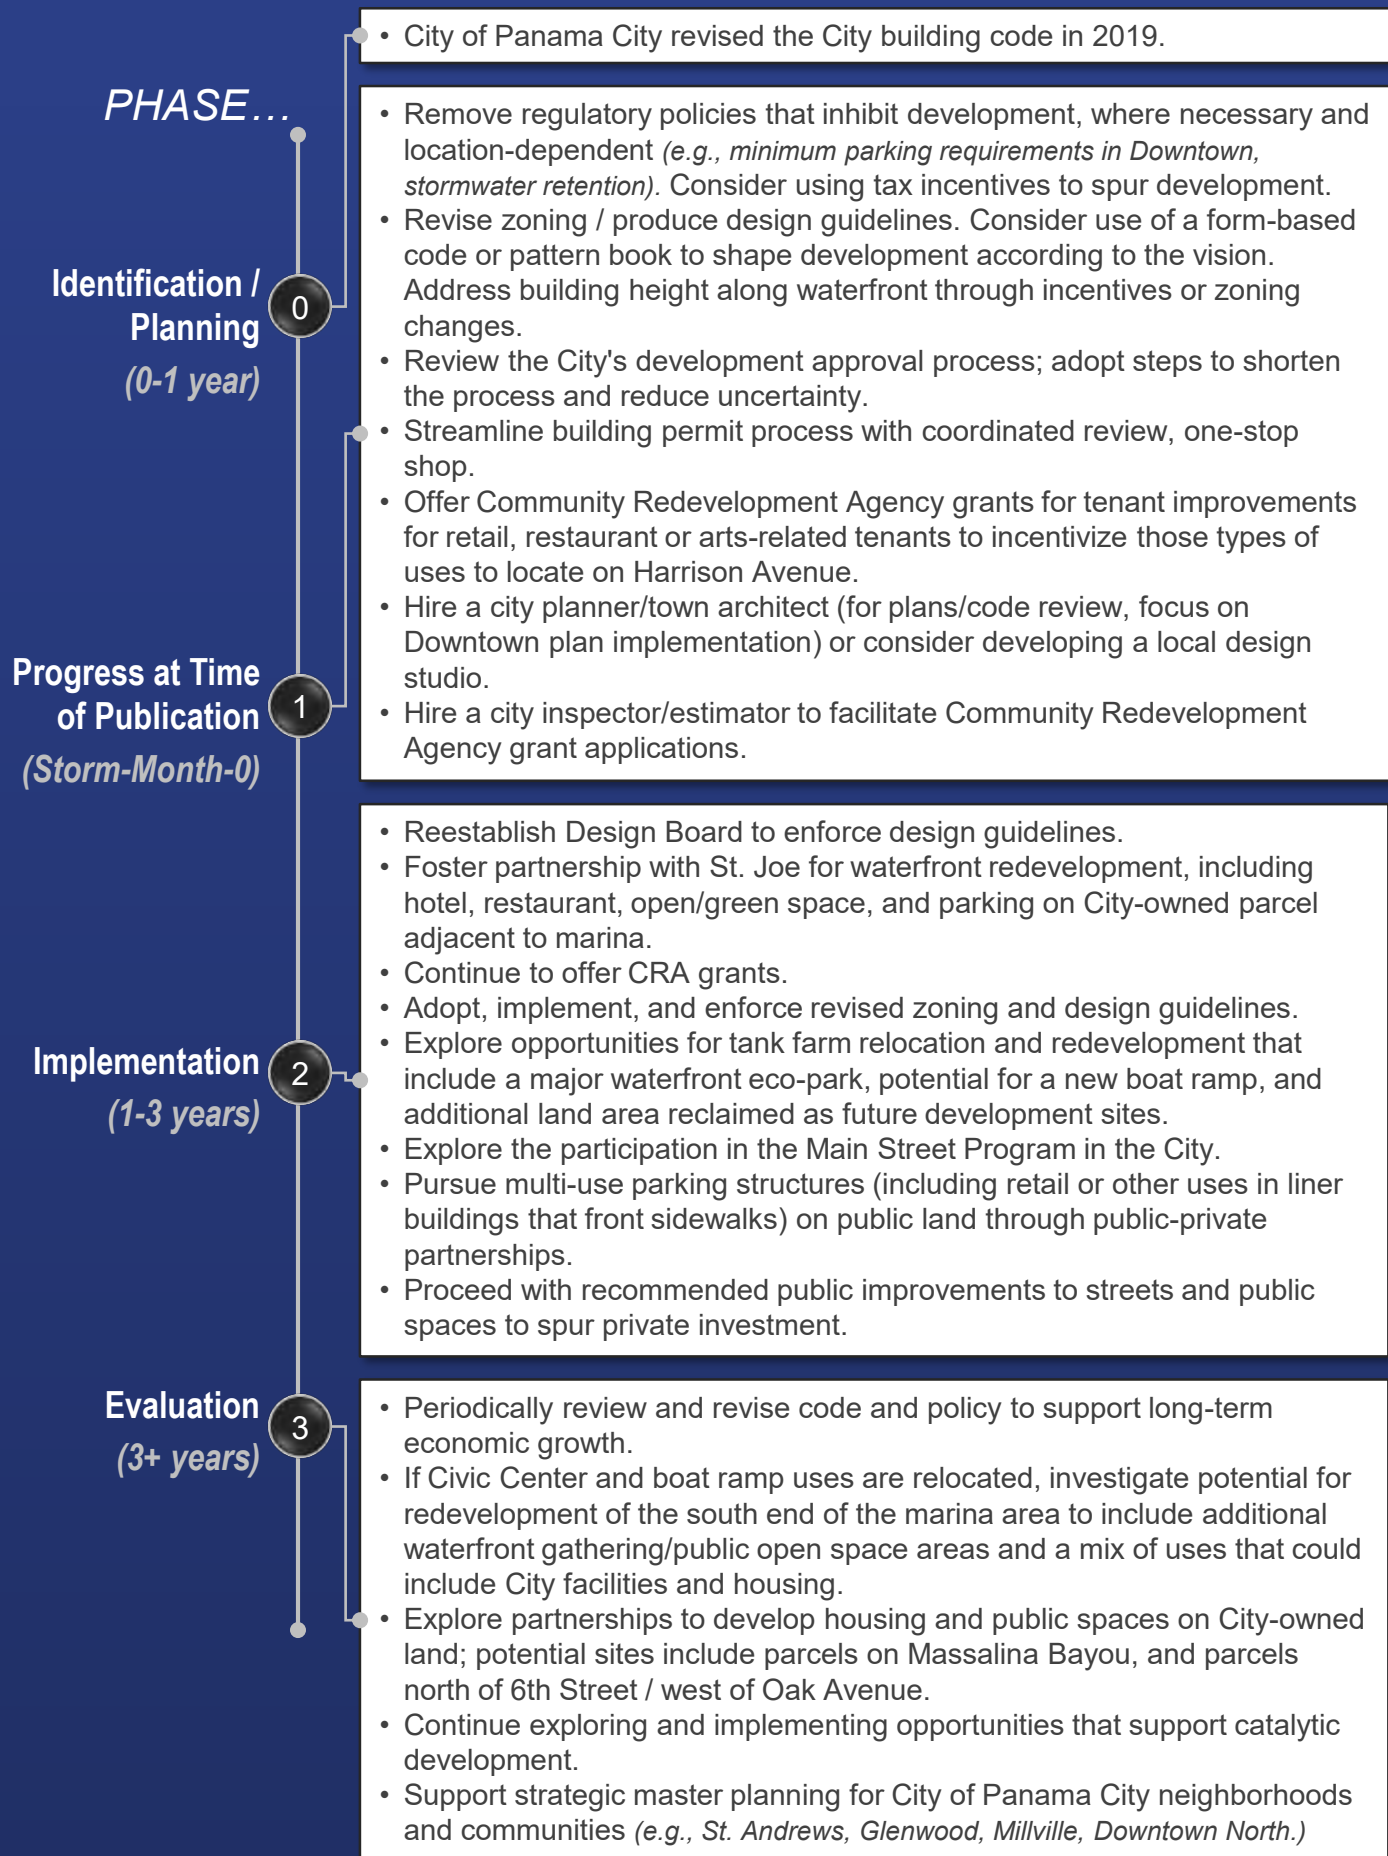 • City of Panama City revised the City building code in 2019.
PHASE…
Identification /
Planning
(0-1 year)
0
• Remove regulatory policies that inhibit development, where necessary and
location-dependent (e.g., minimum parking requirements in Downtown,
stormwater retention). Consider using tax incentives to spur development.
• Revise zoning / produce design guidelines. Consider use of a form-based
code or pattern book to shape development according to the vision.
Address building height along waterfront through incentives or zoning
changes.
• Review the City's development approval process; adopt steps to shorten
the process and reduce uncertainty.
• Streamline building permit process with coordinated review, one-stop
shop.
• Offer Community Redevelopment Agency grants for tenant improvements
for retail, restaurant or arts-related tenants to incentivize those types of
uses to locate on Harrison Avenue.
• Hire a city planner/town architect (for plans/code review, focus on
Downtown plan implementation) or consider developing a local design
studio.
• Hire a city inspector/estimator to facilitate Community Redevelopment
Agency grant applications.
Progress at Time
of Publication
(Storm-Month-0)
1
• Reestablish Design Board to enforce design guidelines.
• Foster partnership with St. Joe for waterfront redevelopment, including
hotel, restaurant, open/green space, and parking on City-owned parcel
adjacent to marina.
• Continue to offer CRA grants.
• Adopt, implement, and enforce revised zoning and design guidelines.
• Explore opportunities for tank farm relocation and redevelopment that
include a major waterfront eco-park, potential for a new boat ramp, and
additional land area reclaimed as future development sites.
• Explore the participation in the Main Street Program in the City.
• Pursue multi-use parking structures (including retail or other uses in liner
buildings that front sidewalks) on public land through public-private
partnerships.
• Proceed with recommended public improvements to streets and public
spaces to spur private investment.
Implementation
(1-3 years)
2
Evaluation
(3+ years)
3
• Periodically review and revise code and policy to support long-term
economic growth.
• If Civic Center and boat ramp uses are relocated, investigate potential for
redevelopment of the south end of the marina area to include additional
waterfront gathering/public open space areas and a mix of uses that could
include City facilities and housing.
• Explore partnerships to develop housing and public spaces on City-owned
land; potential sites include parcels on Massalina Bayou, and parcels
north of 6th Street / west of Oak Avenue.
• Continue exploring and implementing opportunities that support catalytic
development.
• Support strategic master planning for City of Panama City neighborhoods
and communities (e.g., St. Andrews, Glenwood, Millville, Downtown North.)